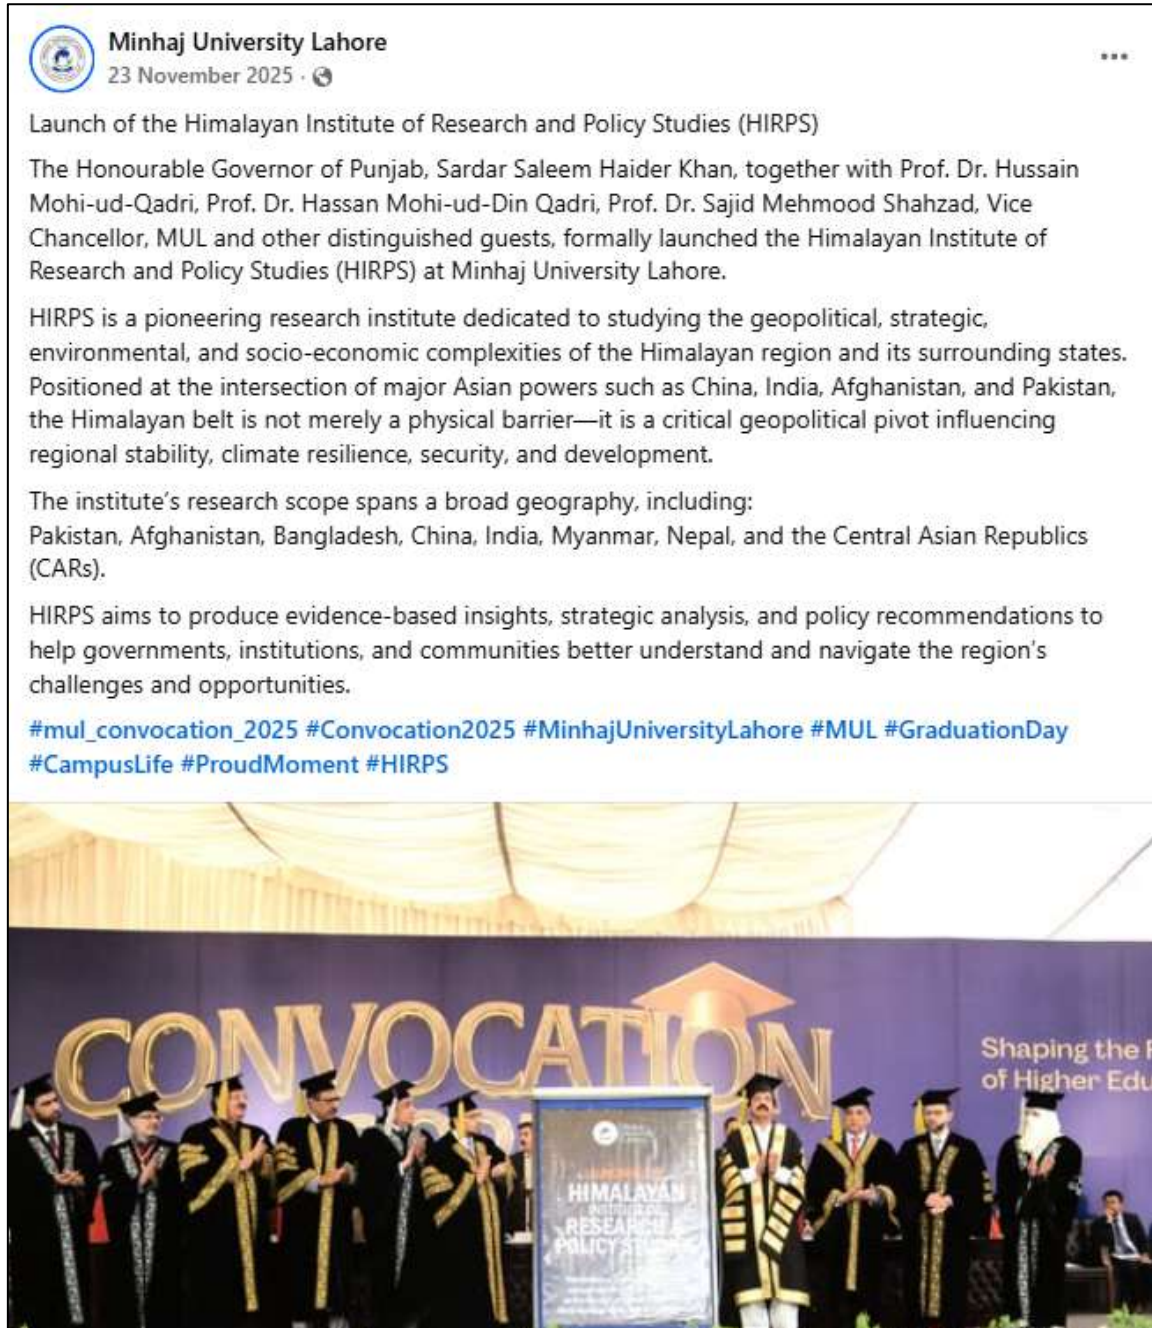 Minhaj University Lahore
23 November 2025 ·
Launch of the Himalayan Institute of Research and Policy Studies (HIRPS)
The Honourable Governor of Punjab, Sardar Saleem Haider Khan, together with Prof. Dr. Hussain
Mohi-ud-Qadri, Prof. Dr. Hassan Mohi-ud-Din Qadri, Prof. Dr. Sajid Mehmood Shahzad, Vice
Chancellor, MUL and other distinguished guests, formally launched the Himalayan Institute of
Research and Policy Studies (HIRPS) at Minhaj University Lahore.
HIRPS is a pioneering research institute dedicated to studying the geopolitical, strategic,
environmental, and socio-economic complexities of the Himalayan region and its surrounding states.
Positioned at the intersection of major Asian powers such as China, India, Afghanistan, and Pakistan,
the Himalayan belt is not merely a physical barrier—it is a critical geopolitical pivot influencing
regional stability, climate resilience, security, and development.
The institute's research scope spans a broad geography, including:
Pakistan, Afghanistan, Bangladesh, China, India, Myanmar, Nepal, and the Central Asian Republics
(CARs).
HIRPS aims to produce evidence-based insights, strategic analysis, and policy recommendations to
help governments, institutions, and communities better understand and navigate the region's
challenges and opportunities.
#mul_convocation_2025 #Convocation2025 #MinhajUniversityLahore #MUL #GraduationDay
#CampusLife #ProudMoment #HIRPS
CONVOCATION
Shaping the
of Higher Edu
HIMALAYAN
INSTITUTE OF
RESEARCH &
POLICY STUDIES